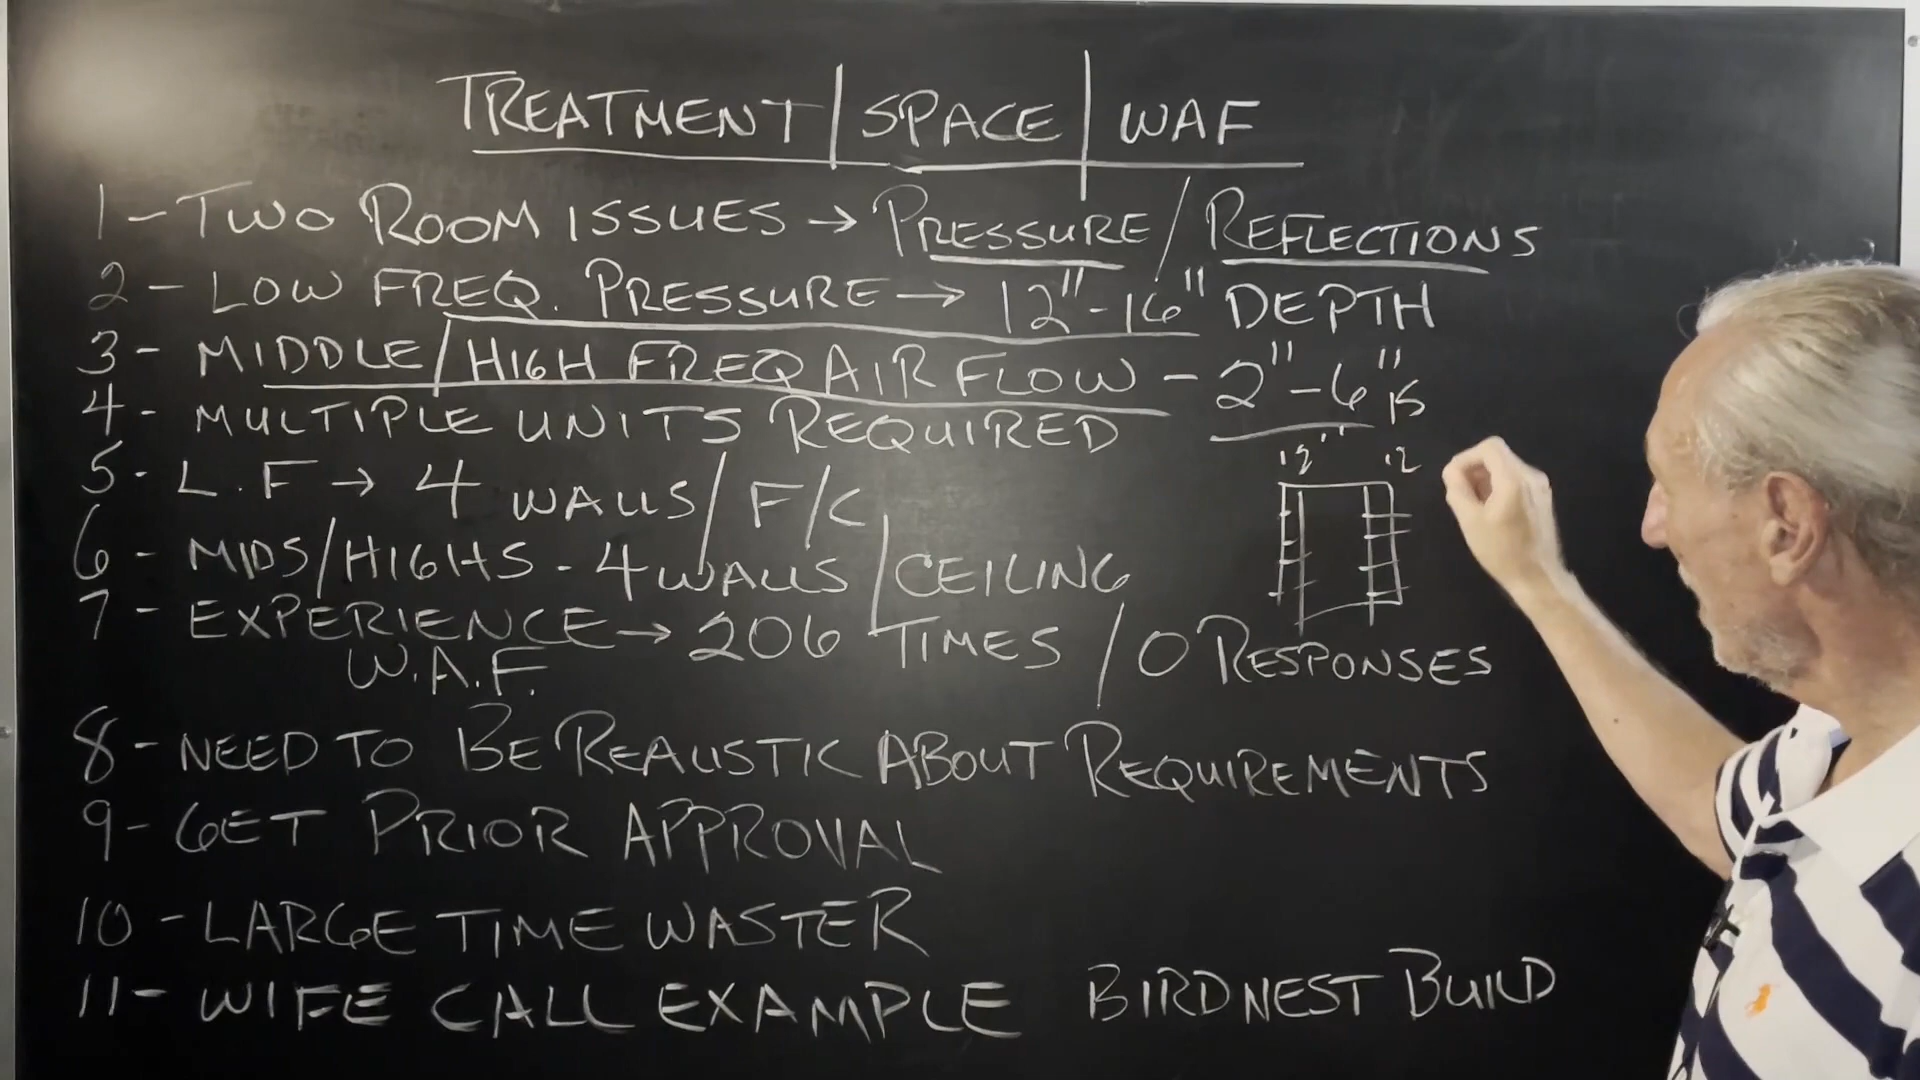 TREATMENT | SPACE | WAF
1 - TWO ROOM ISSUES → PRESSURE / REFLECTIONS
2 - LOW FREQ. PRESSURE → 12" - 16" DEPTH
3 - MIDDLE / HIGH FREQ AIR FLOW - 2" - 6"
4 - MULTIPLE UNITS REQUIRED
5 - L.F → 4 WALLS / F/C
6 - MIDS/HIGHS - 4 WALLS / CEILING
7 - EXPERIENCE → 206 TIMES / 0 RESPONSES
W.A.F.
8 - NEED TO BE REALISTIC ABOUT REQUIREMENTS
9 - GET PRIOR APPROVAL
10 - LARGE TIME WASTER
11 - WIFE CALL EXAMPLE BIRDNEST BUILD